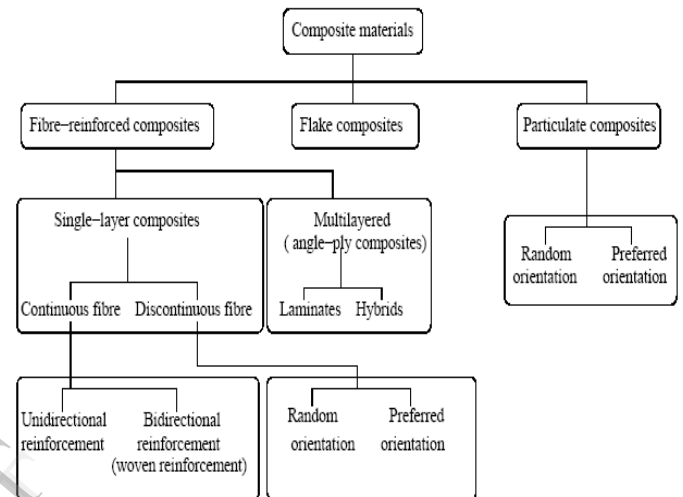 Composite materials
Fibre-reinforced composites
Flake composites
Particulate composites
Single-layer composites
Multilayered
( angle-ply composites)
Random orientation
Preferred orientation
Continuous fibre
Discontinuous fibre
Laminates
Hybrids
Unidirectional
reinforcement
Bidirectional
reinforcement
(woven reinforcement)
Random
orientation
Preferred
orientation